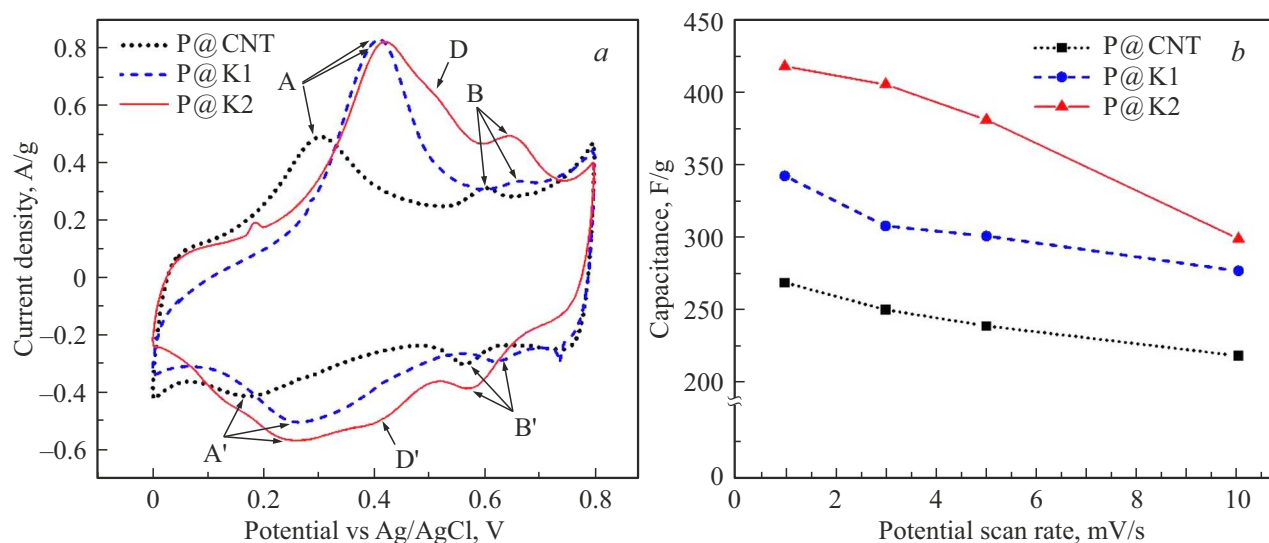 a
P@CNT
P@K1
P@K2
A
D
B
A'
D'
B'
0.8
0.6
0.4
0.2
0
–0.2
–0.4
–0.6
Current density, A/g
0 0.2 0.4 0.6 0.8
Potential vs Ag/AgCl, V
b
P@CNT
P@K1
P@K2
450
400
350
300
250
200
0
Capacitance, F/g
0 2 4 6 8 10
Potential scan rate, mV/s